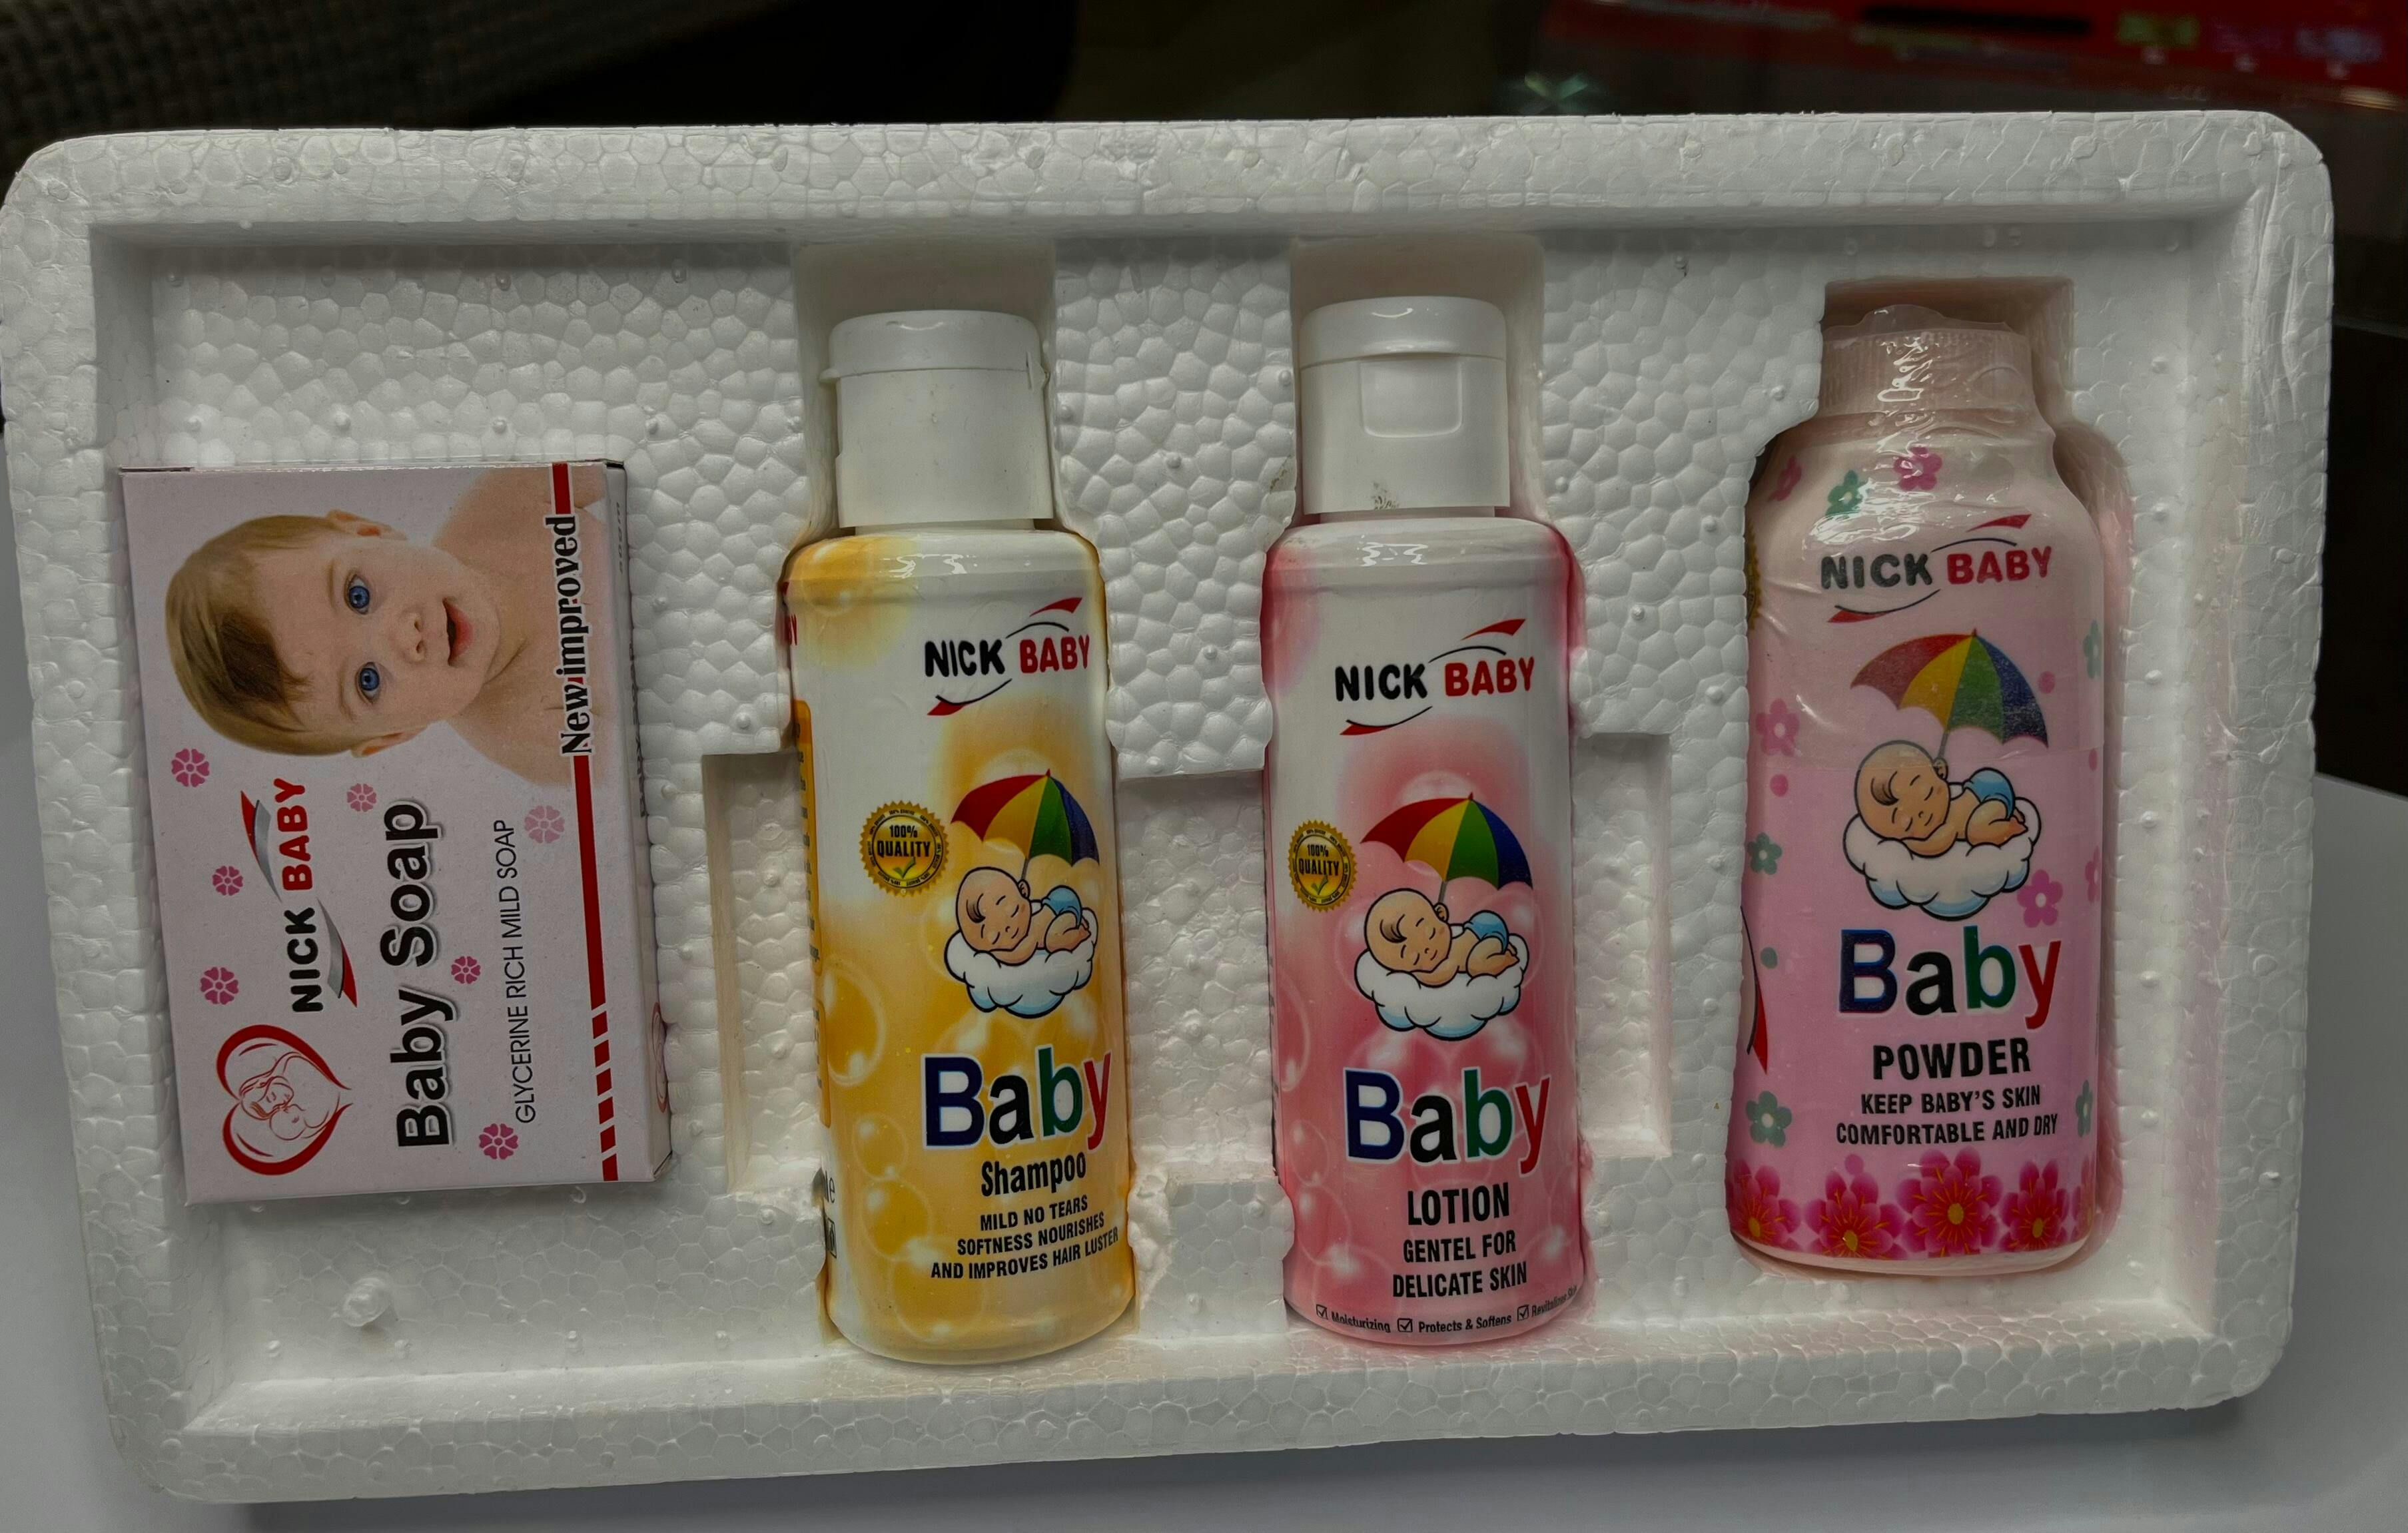 New improved
NICK BABY
Baby Soap
GLYCERINE RICH MILD SOAP
NICK BABY
100%
QUALITY
Baby
Shampoo
MILD NO TEARS
SOFTNESS NOURISHES
AND IMPROVES HAIR LUSTER
NICK BABY
100%
QUALITY
Baby
LOTION
GENTEL FOR
DELICATE SKIN
Moisturizing Protects & Softens
NICK BABY
Baby
POWDER
KEEP BABY'S SKIN
COMFORTABLE AND DRY